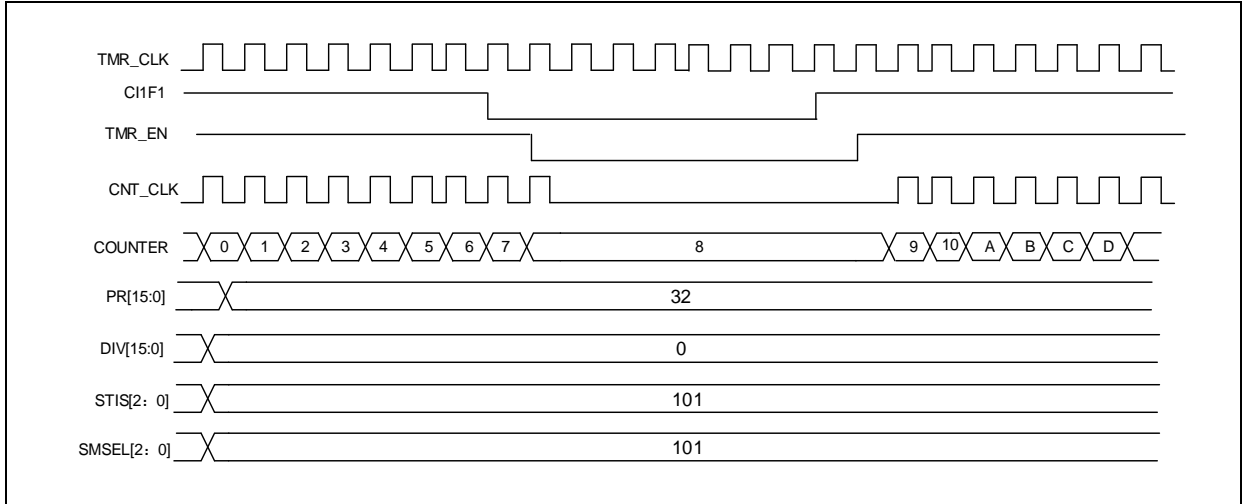 TMR_CLK
CI1F1
TMR_EN
CNT_CLK
COUNTER 0 1 2 3 4 5 6 7 8 9 10 A B C D
PR[15:0] 32
DIV[15:0] 0
STIS[2：0] 101
SMSEL[2：0] 101